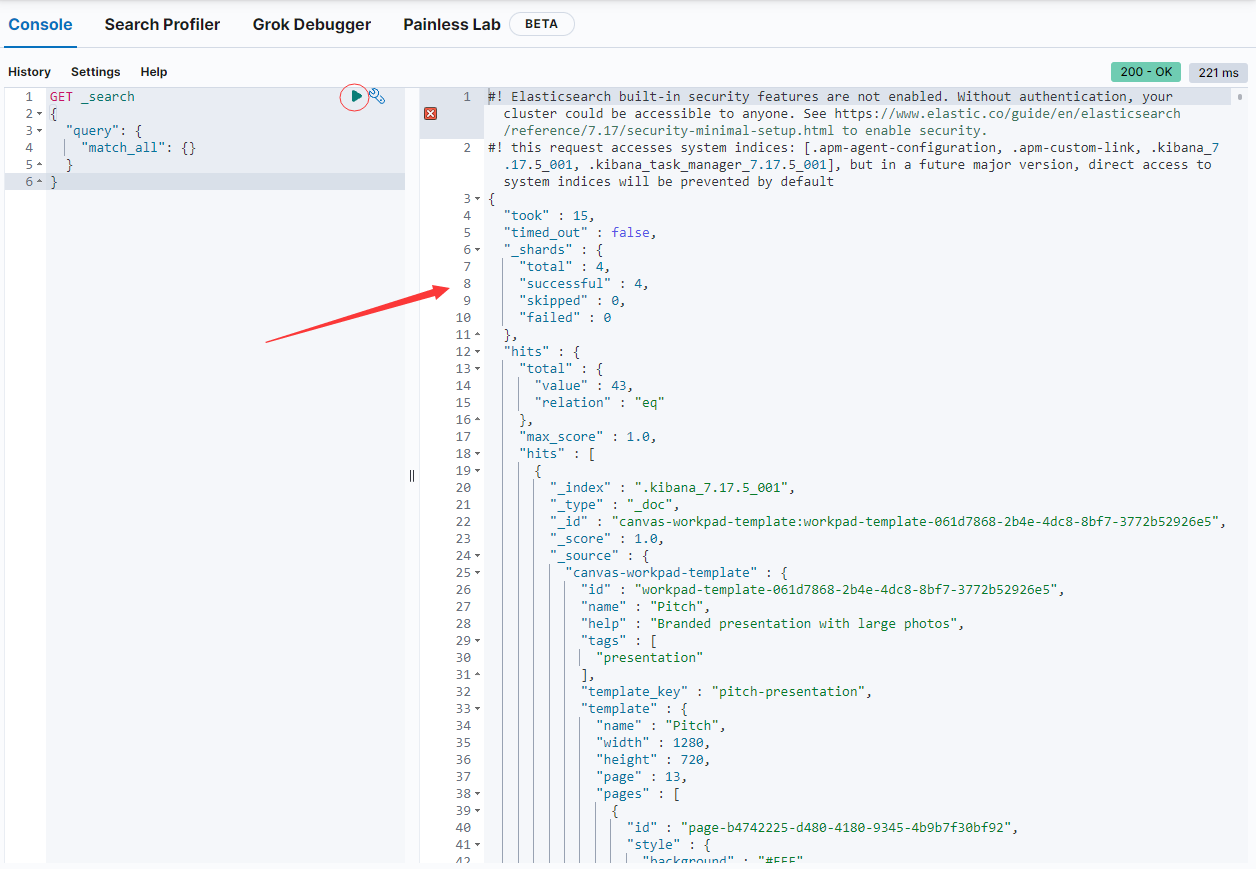 Console Search Profiler Grok Debugger Painless Lab BETA
History Settings Help
200 - OK 221 ms
1 GET _search
2 {
3 "query": {
4 "match_all": {}
5 }
6 }
1 #! Elasticsearch built-in security features are not enabled. Without authentication, your
cluster could be accessible to anyone. See https://www.elastic.co/guide/en/elasticsearch
/reference/7.17/security-minimal-setup.html to enable security.
2 #! this request accesses system indices: [.apm-agent-configuration, .apm-custom-link, .kibana_7
.17.5_001, .kibana_task_manager_7.17.5_001], but in a future major version, direct access to
system indices will be prevented by default
3 {
4 "took" : 15,
5 "timed_out" : false,
6 "_shards" : {
7 "total" : 4,
8 "successful" : 4,
9 "skipped" : 0,
10 "failed" : 0
11 },
12 "hits" : {
13 "total" : {
14 "value" : 43,
15 "relation" : "eq"
16 },
17 "max_score" : 1.0,
18 "hits" : [
19 {
20 "_index" : ".kibana_7.17.5_001",
21 "_type" : "_doc",
22 "_id" : "canvas-workpad-template:workpad-template-061d7868-2b4e-4dc8-8bf7-3772b52926e5",
23 "_score" : 1.0,
24 "_source" : {
25 "canvas-workpad-template" : {
26 "id" : "workpad-template-061d7868-2b4e-4dc8-8bf7-3772b52926e5",
27 "name" : "Pitch",
28 "help" : "Branded presentation with large photos",
29 "tags" : [
30 "presentation"
31 ],
32 "template_key" : "pitch-presentation",
33 "template" : {
34 "name" : "Pitch",
35 "width" : 1280,
36 "height" : 720,
37 "page" : 13,
38 "pages" : [
39 {
40 "id" : "page-b4742225-d480-4180-9345-4b9b7f30bf92",
41 "style" : {
42 "background" : "#FFF"